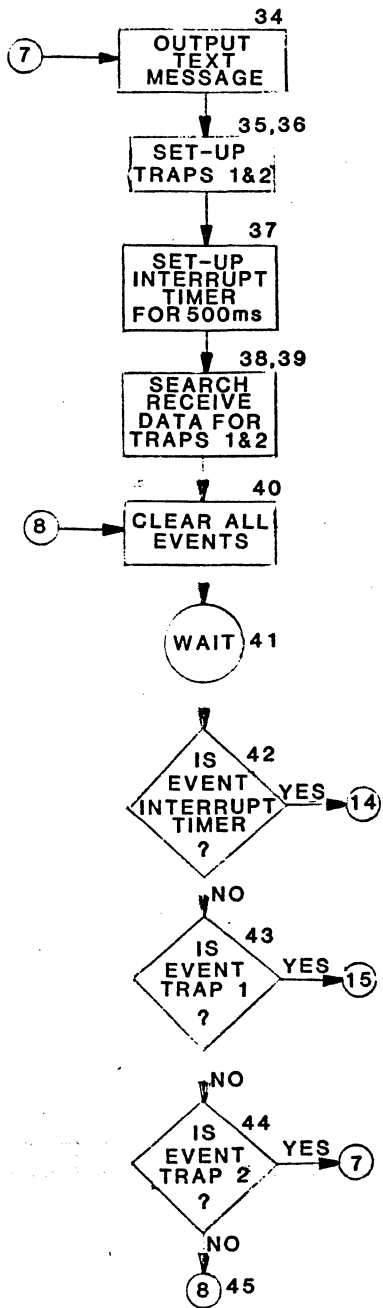 34
7
OUTPUT
TEXT
MESSAGE
35,36
SET-UP
TRAPS 1&2
37
SET-UP
INTERRUPT
TIMER
FOR 500ms
38,39
SEARCH
RECEIVE
DATA FOR
TRAPS 1&2
40
8
CLEAR ALL
EVENTS
WAIT 41
42
IS
EVENT
INTERRUPT
TIMER
?
YES
14
NO
43
IS
EVENT
TRAP 1
?
YES
15
NO
44
IS
EVENT
TRAP 2
?
YES
7
NO
8 45